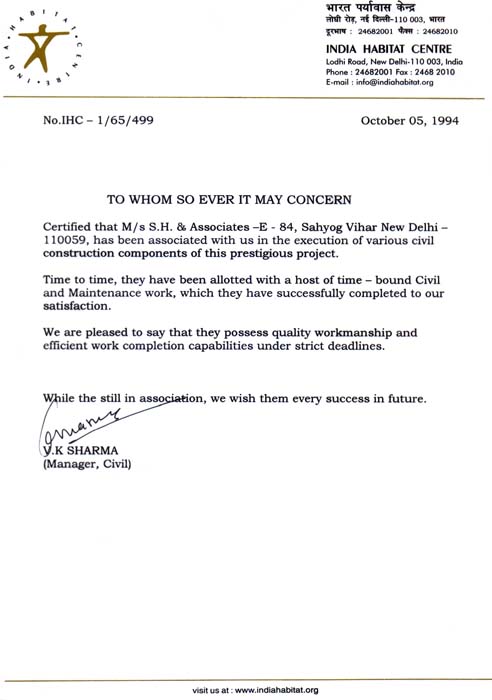 INDIA HABITAT CENTRE
भारत पर्यावास केन्द्र
लोधी रोड़, नई दिल्ली-110 003, भारत
दूरभाष : 24682001 फैक्स : 24682010
INDIA HABITAT CENTRE
Lodhi Road, New Delhi-110 003, India
Phone : 24682001 Fax : 2468 2010
E-mail : info@indiahabitat.org
No.IHC – 1/65/499
October 05, 1994
TO WHOM SO EVER IT MAY CONCERN
Certified that M/s S.H. & Associates –E - 84, Sahyog Vihar New Delhi –
110059, has been associated with us in the execution of various civil
construction components of this prestigious project.
Time to time, they have been allotted with a host of time – bound Civil
and Maintenance work, which they have successfully completed to our
satisfaction.
We are pleased to say that they possess quality workmanship and
efficient work completion capabilities under strict deadlines.
While the still in association, we wish them every success in future.
V.K SHARMA
(Manager, Civil)
visit us at : www.indiahabitat.org